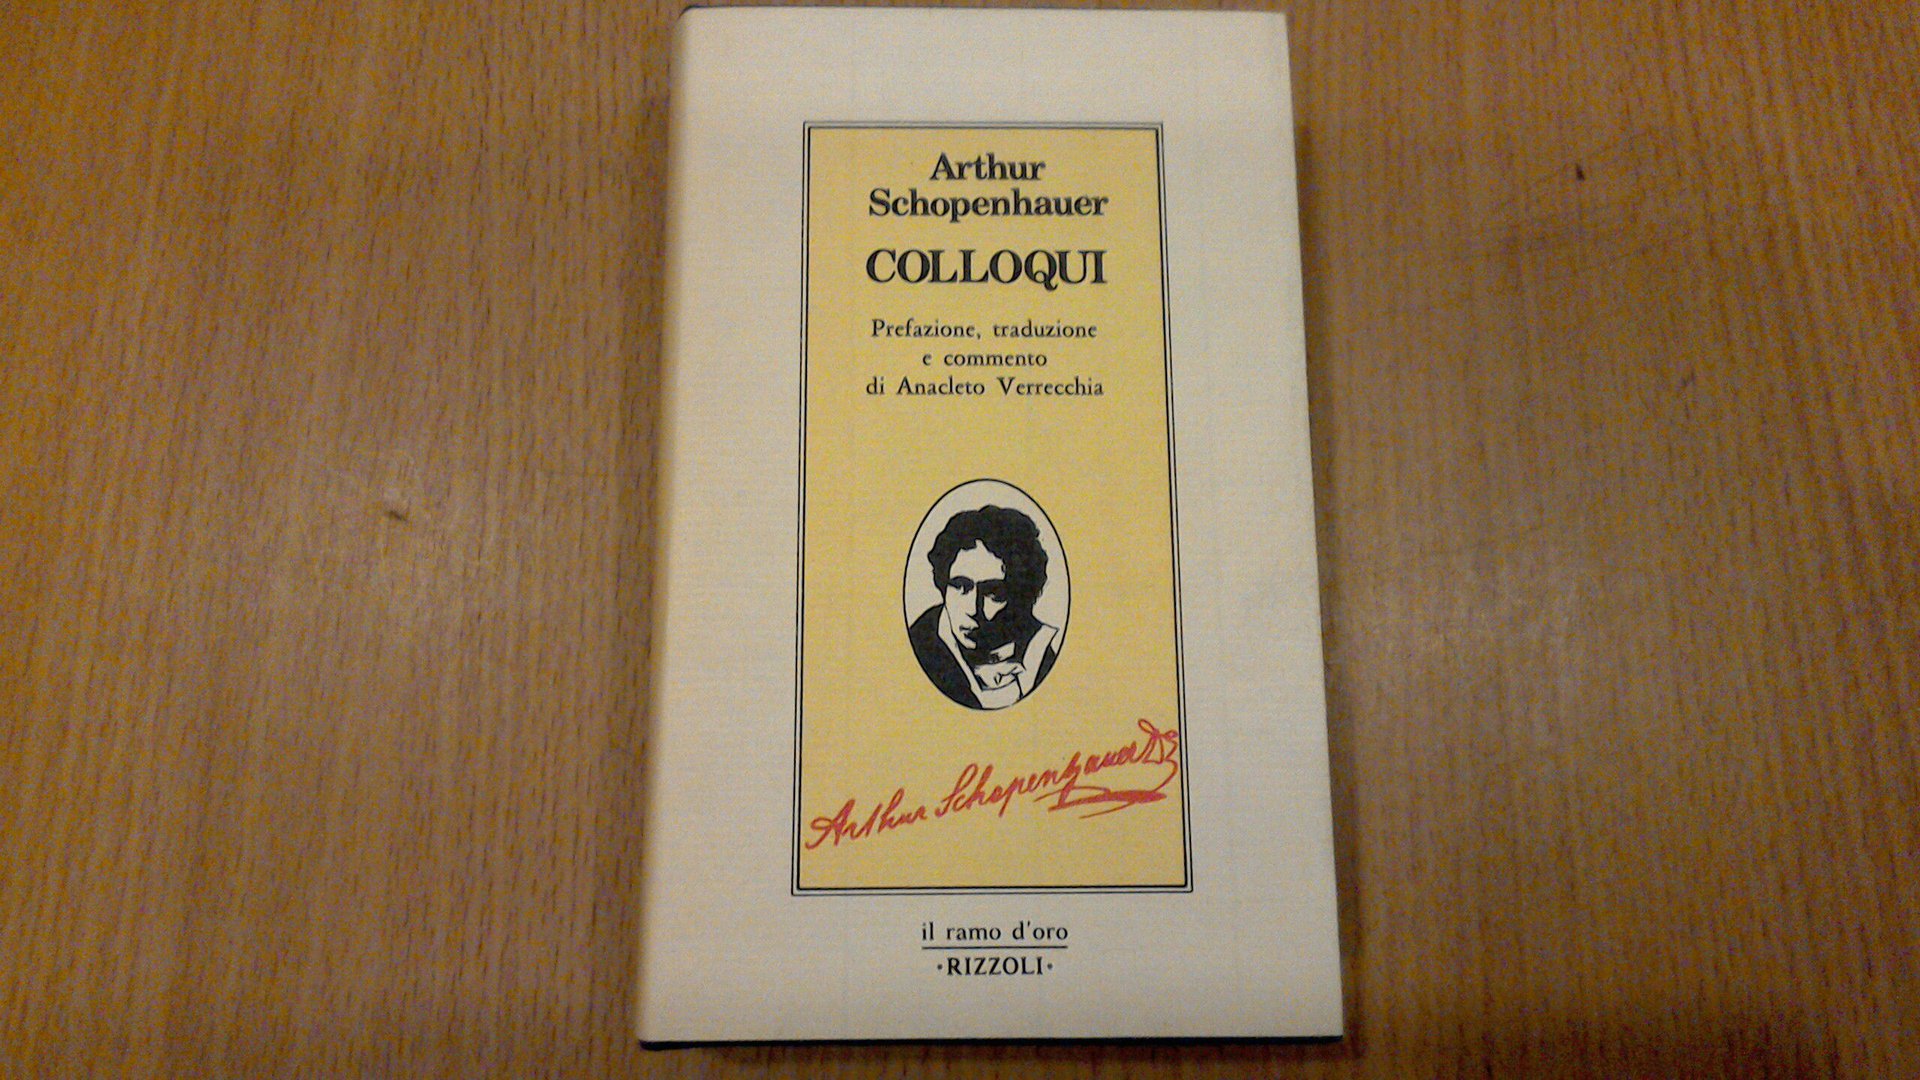 Arthur
Schopenhauer
COLLOQUI
Prefazione, traduzione
e commento
di Anacleto Verrecchia
Arthur Schopenhauer
il ramo d'oro
·RIZZOLI·